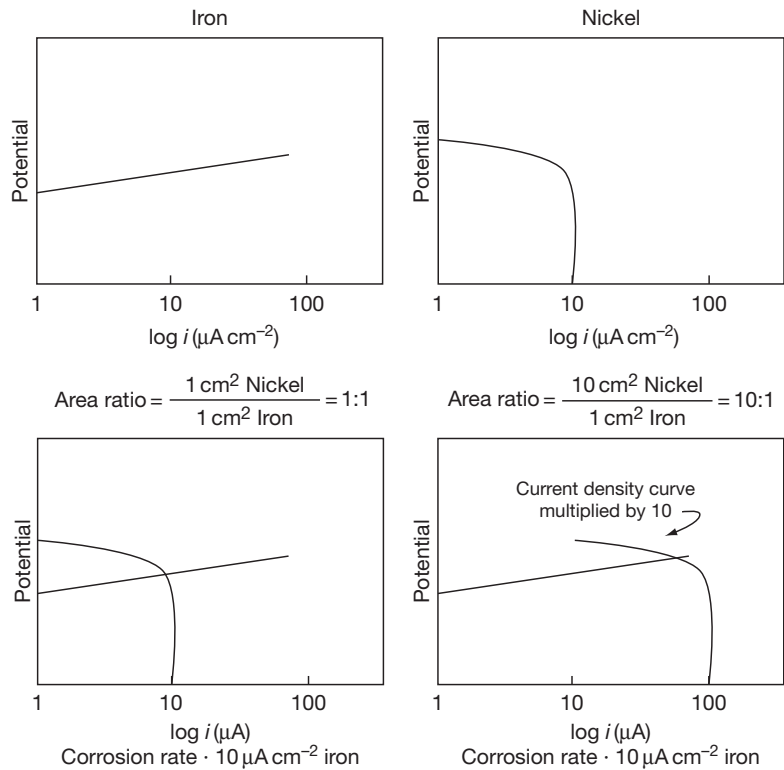 Iron
Potential
1 10 100
log i (μA cm⁻²)
Nickel
Potential
1 10 100
log i (μA cm⁻²)
Area ratio = 1 cm² Nickel / 1 cm² Iron = 1:1
Potential
1 10 100
log i (μA)
Corrosion rate · 10 μA cm⁻² iron
Area ratio = 10 cm² Nickel / 1 cm² Iron = 10:1
Current density curve
multiplied by 10
Potential
1 10 100
log i (μA)
Corrosion rate · 10 μA cm⁻² iron